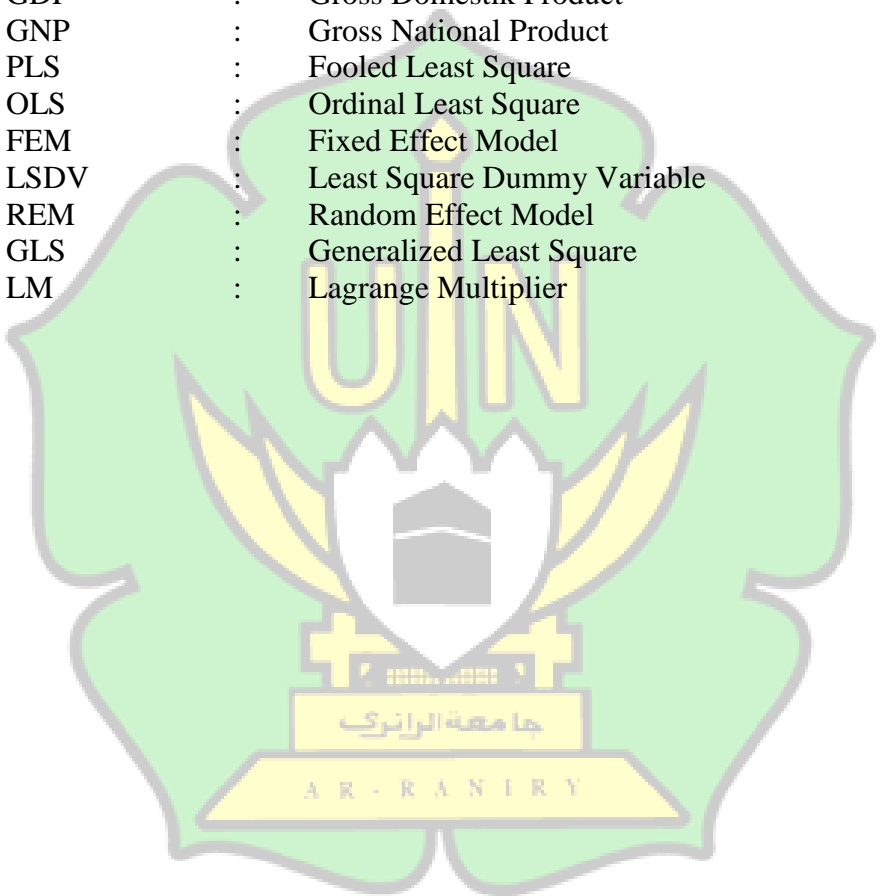 GDP : Gross Domestik Product
GNP : Gross National Product
PLS : Fooled Least Square
OLS : Ordinal Least Square
FEM : Fixed Effect Model
LSDV : Least Square Dummy Variable
REM : Random Effect Model
GLS : Generalized Least Square
LM : Lagrange Multiplier
UIN
جامعة الرانري
AR-RANIRY